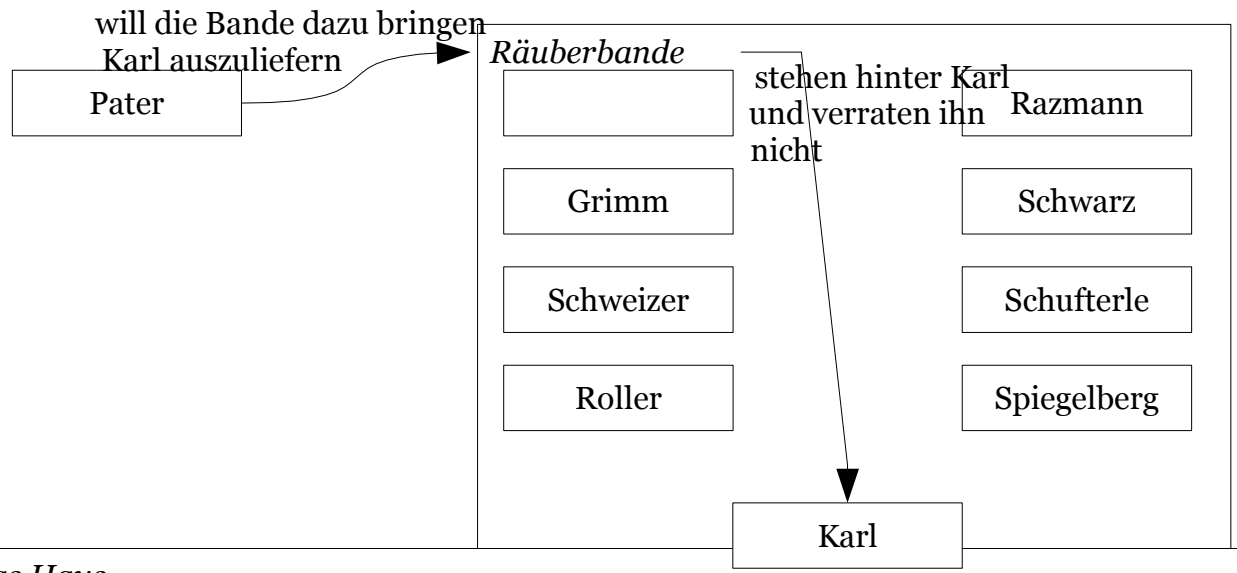 will die Bande dazu bringen
Karl auszuliefern
Pater
Räuberbande
stehen hinter Karl
und verraten ihn
nicht
Razmann
Grimm
Schwarz
Schweizer
Schufterle
Roller
Spiegelberg
Karl